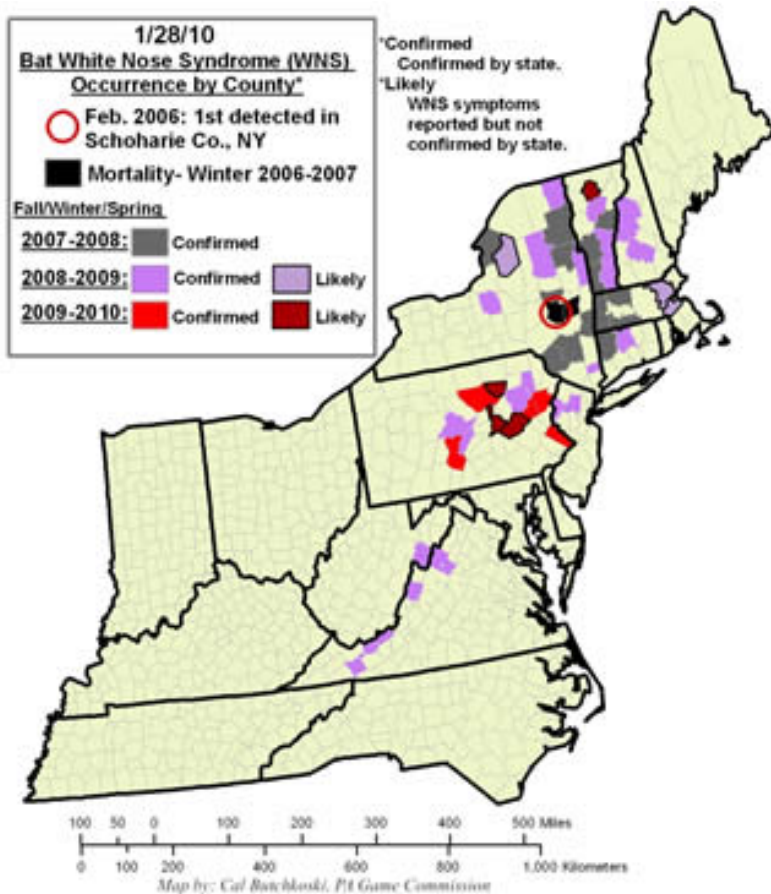 1/28/10
Bat White Nose Syndrome (WNS)
Occurrence by County*
Feb. 2006: 1st detected in
Schoharie Co., NY
Mortality- Winter 2006-2007
Fall/Winter/Spring
2007-2008: Confirmed
2008-2009: Confirmed Likely
2009-2010: Confirmed Likely
*Confirmed
Confirmed by state.
*Likely
WNS symptoms
reported but not
confirmed by state.
100 50 0 100 200 300 400 500 Miles
0 100 200 400 600 800 1,000 Kilometers
Map by: Cal Butchkoski, PA Game Commission